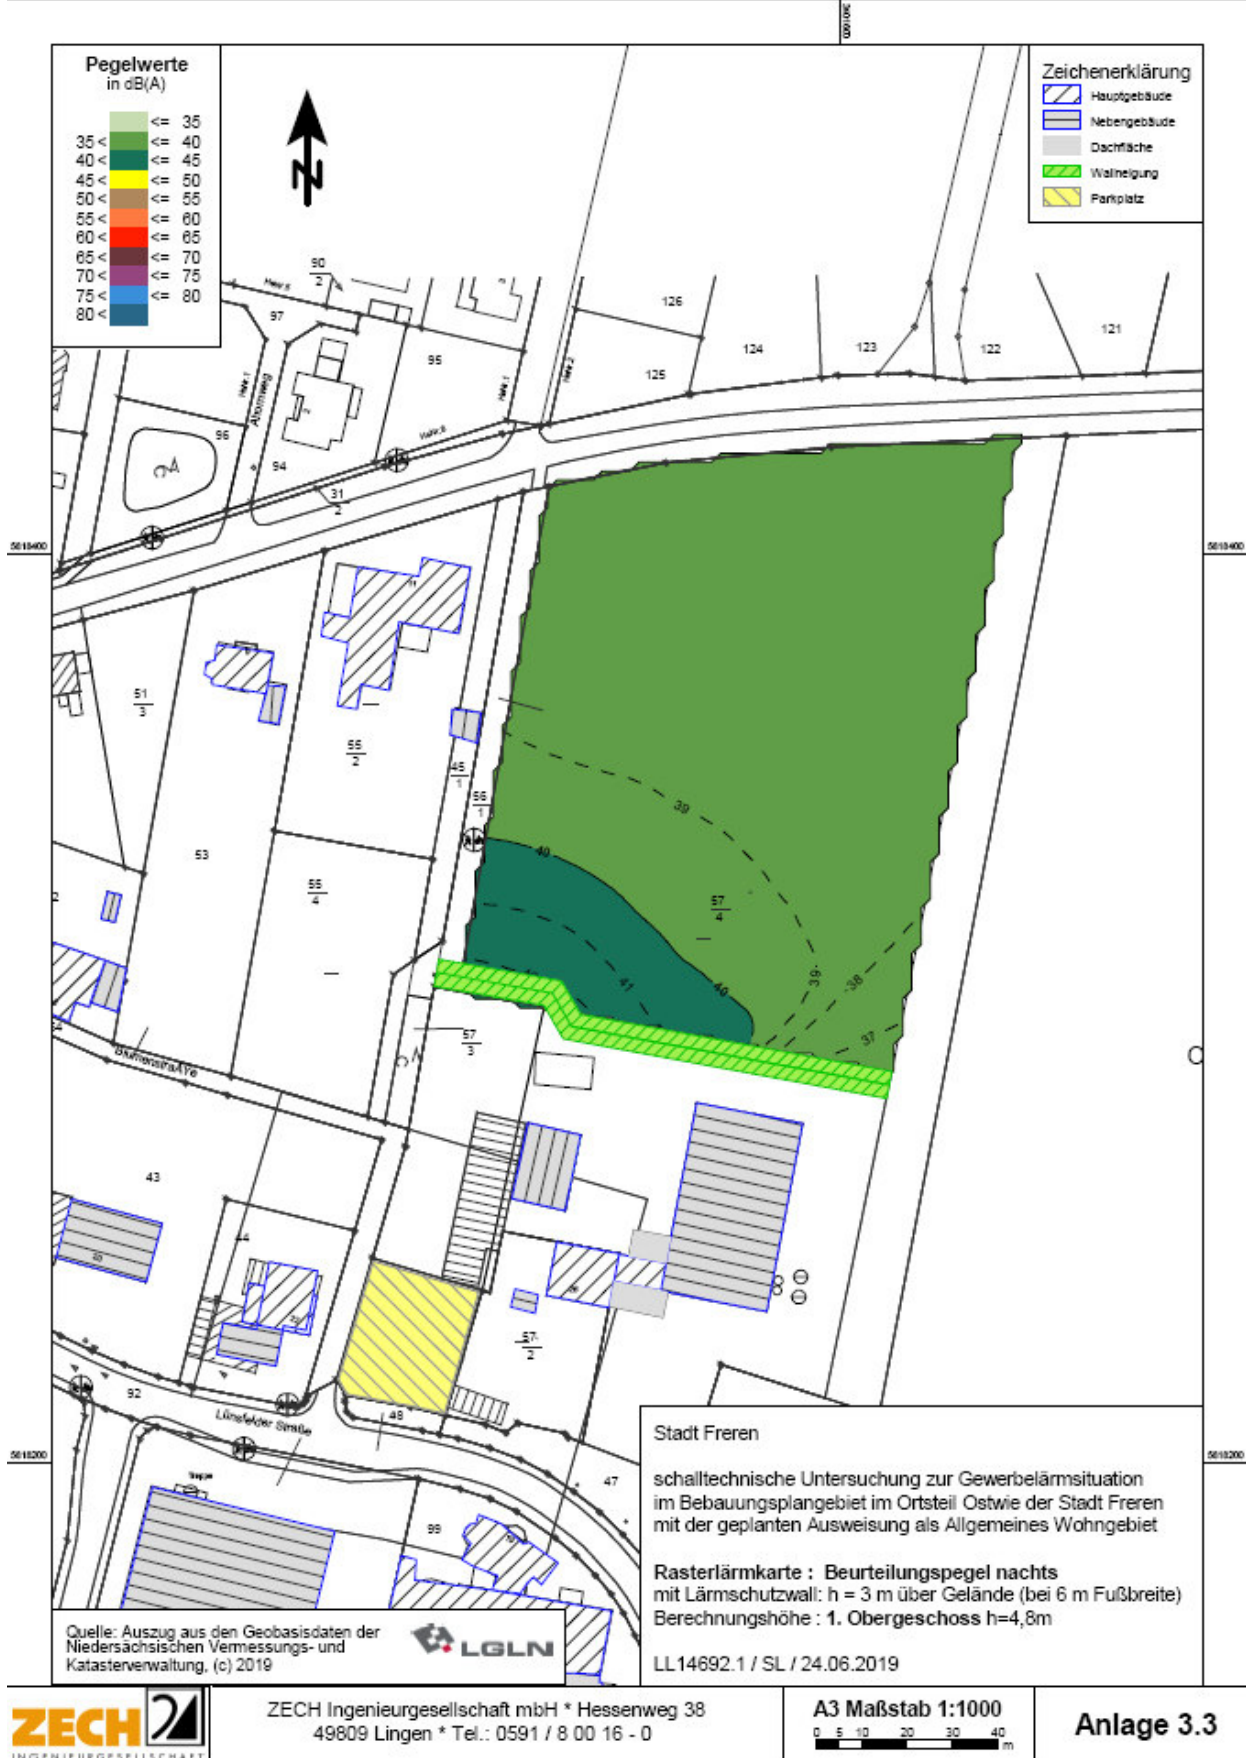 Pegelwerte
in dB(A)
<= 35
35 < <= 40
40 < <= 45
45 < <= 50
50 < <= 55
55 < <= 60
60 < <= 65
65 < <= 70
70 < <= 75
75 < <= 80
80 <
N
Zeichenerklärung
Hauptgebäude
Nebengebäude
Dachfläche
Wallneigung
Parkplatz
90
2
97
95
126
125
124
123
122
121
96
94
31
2
Ahornweg
5818400
5818400
51
3
55
2
45
1
56
1
53
55
4
39
40
57
4
41
40
39
38
37
57
3
43
44
57
2
92
Lünsfelder Straße
48
47
99
5818200
5818200
Stadt Freren
schalltechnische Untersuchung zur Gewerbelärmsituation
im Bebauungsplangebiet im Ortsteil Ostwie der Stadt Freren
mit der geplanten Ausweisung als Allgemeines Wohngebiet
Rasterlärmkarte : Beurteilungspegel nachts
mit Lärmschutzwall: h = 3 m über Gelände (bei 6 m Fußbreite)
Berechnungshöhe : 1. Obergeschoss h=4,8m
LL14692.1 / SL / 24.06.2019
Quelle: Auszug aus den Geobasisdaten der
Niedersächsischen Vermessungs- und
Katasterverwaltung, (c) 2019
LGLN
ZECH
INGENIEURGESELLSCHAFT
ZECH Ingenieurgesellschaft mbH * Hessenweg 38
49809 Lingen * Tel.: 0591 / 8 00 16 - 0
A3 Maßstab 1:1000
0 5 10 20 30 40
m
Anlage 3.3